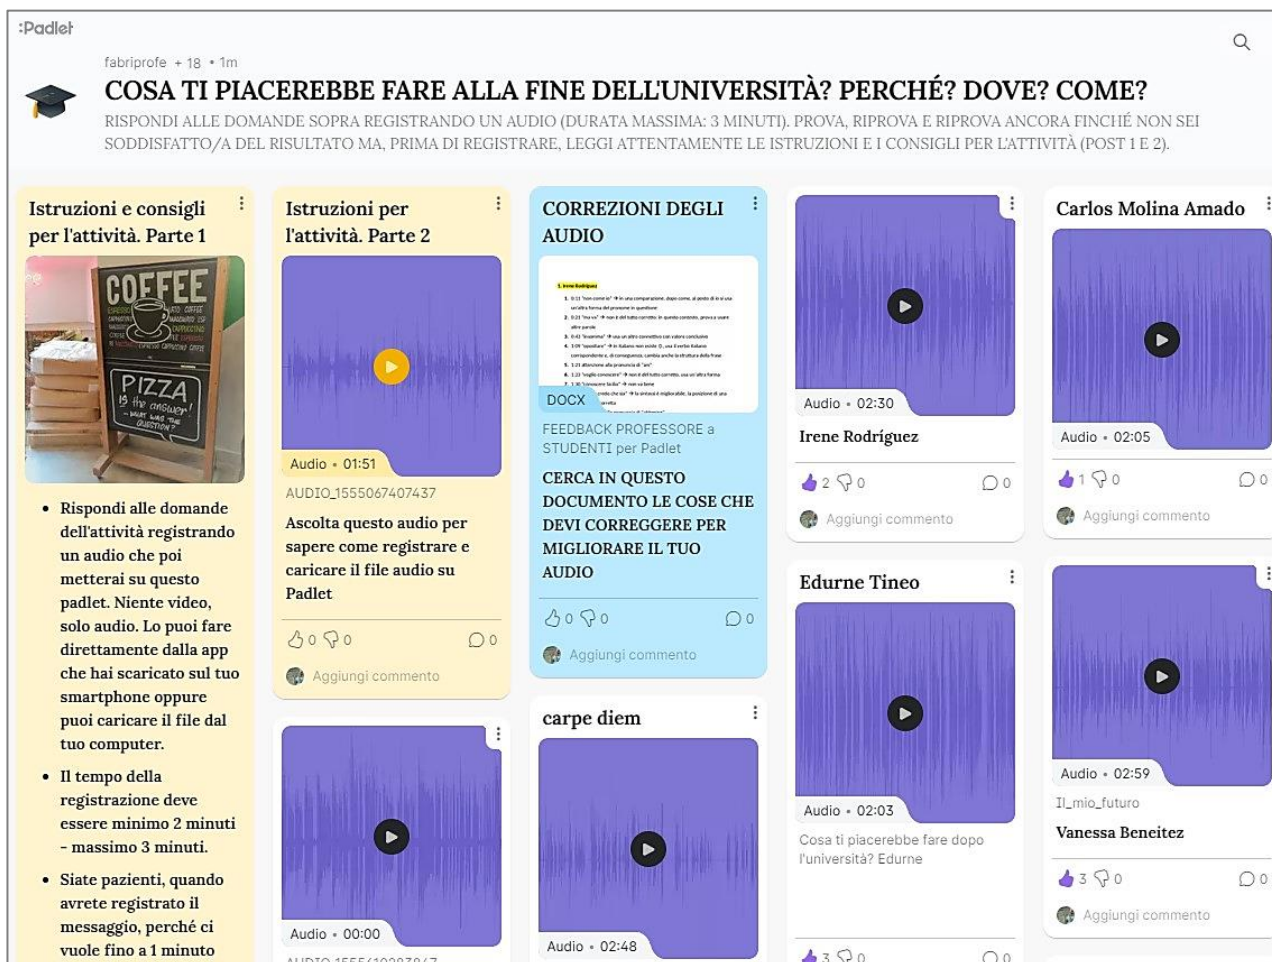 :Padlet
fabriprofe + 18 • 1m
COSA TI PIACEREBBE FARE ALLA FINE DELL'UNIVERSITÀ? PERCHÉ? DOVE? COME?
RISPONDI ALLE DOMANDE SOPRA REGISTRANDO UN AUDIO (DURATA MASSIMA: 3 MINUTI). PROVA, RIPROVA E RIPROVA ANCORA FINCHÉ NON SEI
SODDISFATTO/A DEL RISULTATO MA, PRIMA DI REGISTRARE, LEGGI ATTENTAMENTE LE ISTRUZIONI E I CONSIGLI PER L'ATTIVITÀ (POST 1 E 2).
Istruzioni e consigli
per l'attività. Parte 1
COFFEE
PIZZA
IS the answer!
WHAT WAS THE
QUESTION?
• Rispondi alle domande
dell'attività registrando
un audio che poi
metterai su questo
padlet. Niente video,
solo audio. Lo puoi fare
direttamente dalla app
che hai scaricato sul tuo
smartphone oppure
puoi caricare il file dal
tuo computer.
• Il tempo della
registrazione deve
essere minimo 2 minuti
- massimo 3 minuti.
• Siate pazienti, quando
avrete registrato il
messaggio, perché ci
vuole fino a 1 minuto
Istruzioni per
l'attività. Parte 2
Audio • 01:51
AUDIO_1555067407437
Ascolta questo audio per
sapere come registrare e
caricare il file audio su
Padlet
0 0 0
Aggiungi commento
Audio • 00:00
CORREZIONI DEGLI
AUDIO
1. Irene Rodríguez
DOCX
FEEDBACK PROFESSORE a
STUDENTI per Padlet
CERCA IN QUESTO
DOCUMENTO LE COSE CHE
DEVI CORREGGERE PER
MIGLIORARE IL TUO
AUDIO
0 0 0
Aggiungi commento
carpe diem
Audio • 02:48
Audio • 02:30
Irene Rodríguez
2 0 0
Aggiungi commento
Edurne Tineo
Audio • 02:03
Cosa ti piacerebbe fare dopo
l'università? Edurne
3 0 0
Carlos Molina Amado
Audio • 02:05
1 0 0
Aggiungi commento
Audio • 02:59
Il_mio_futuro
Vanessa Beneitez
3 0 0
Aggiungi commento